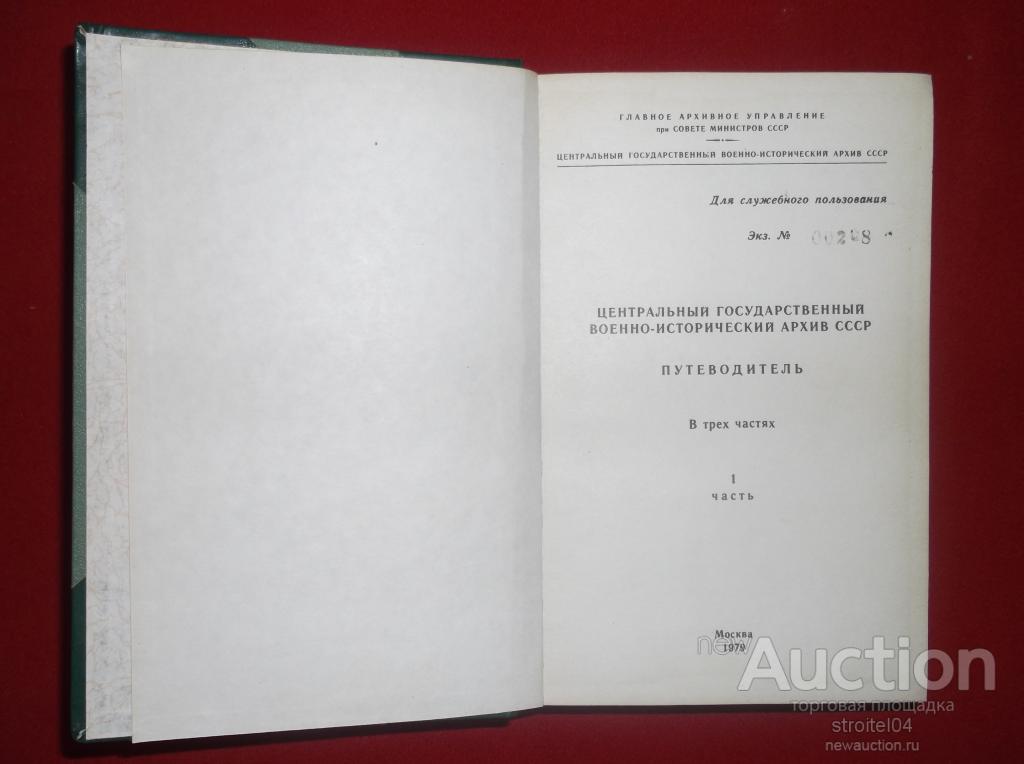 ГЛАВНОЕ АРХИВНОЕ УПРАВЛЕНИЕ
при СОВЕТЕ МИНИСТРОВ СССР
ЦЕНТРАЛЬНЫЙ ГОСУДАРСТВЕННЫЙ ВОЕННО-ИСТОРИЧЕСКИЙ АРХИВ СССР
Для служебного пользования
Экз. №
ЦЕНТРАЛЬНЫЙ ГОСУДАРСТВЕННЫЙ
ВОЕННО-ИСТОРИЧЕСКИЙ АРХИВ СССР
ПУТЕВОДИТЕЛЬ
В трех частях
1
часть
Москва
1979
newAuction
торговая площадка
stroitel04
newauction.ru